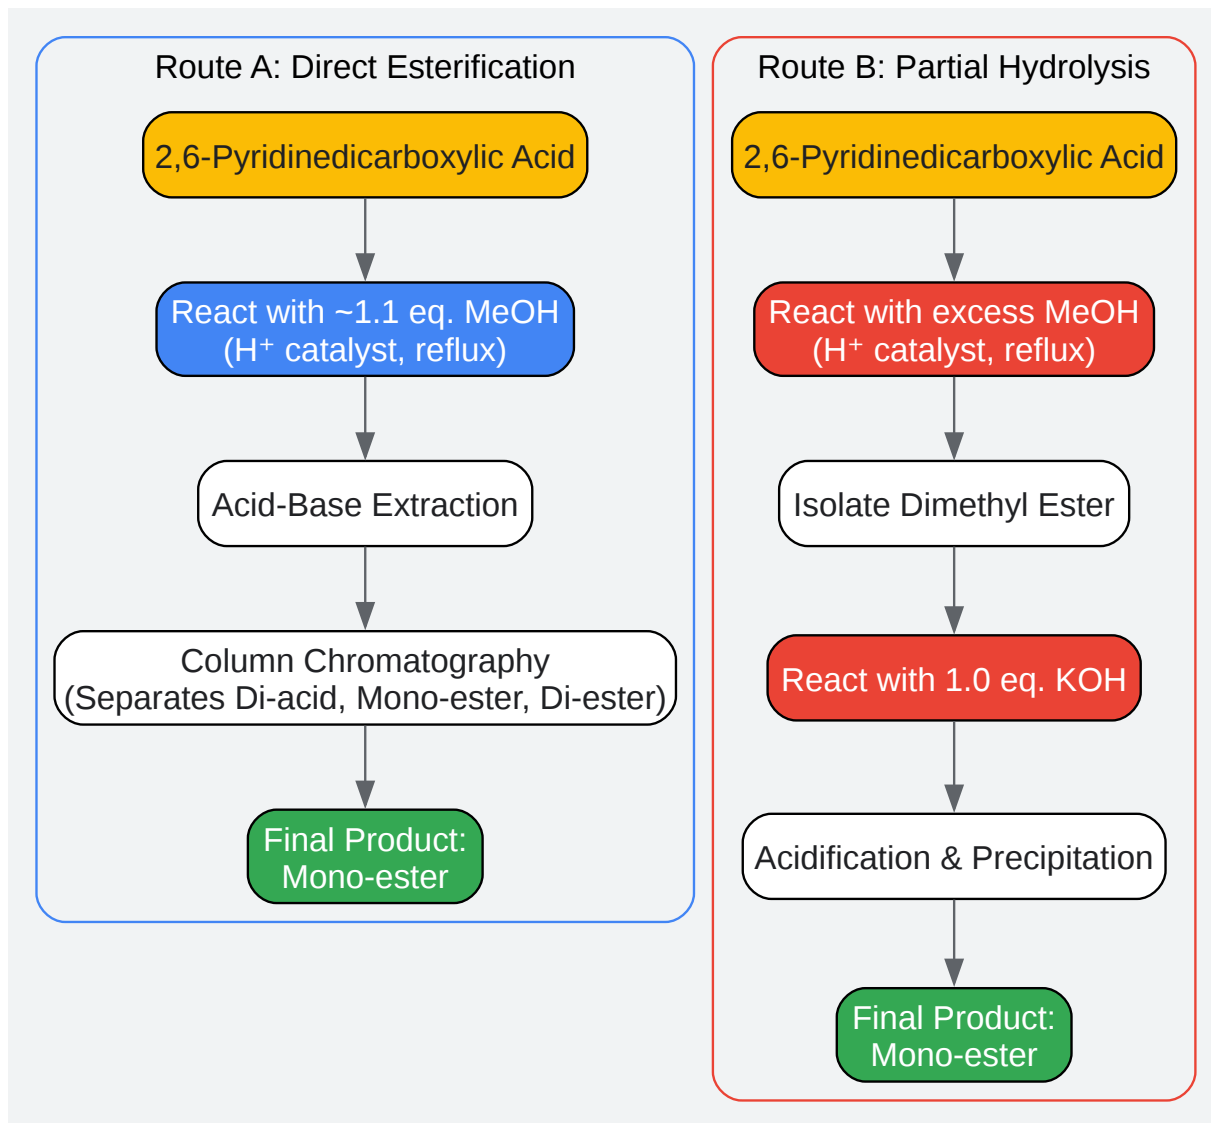 Route A: Direct Esterification
2,6-Pyridinedicarboxylic Acid
React with ~1.1 eq. MeOH
(H⁺ catalyst, reflux)
Acid-Base Extraction
Column Chromatography
(Separates Di-acid, Mono-ester, Di-ester)
Final Product:
Mono-ester
Route B: Partial Hydrolysis
2,6-Pyridinedicarboxylic Acid
React with excess MeOH
(H⁺ catalyst, reflux)
Isolate Dimethyl Ester
React with 1.0 eq. KOH
Acidification & Precipitation
Final Product:
Mono-ester